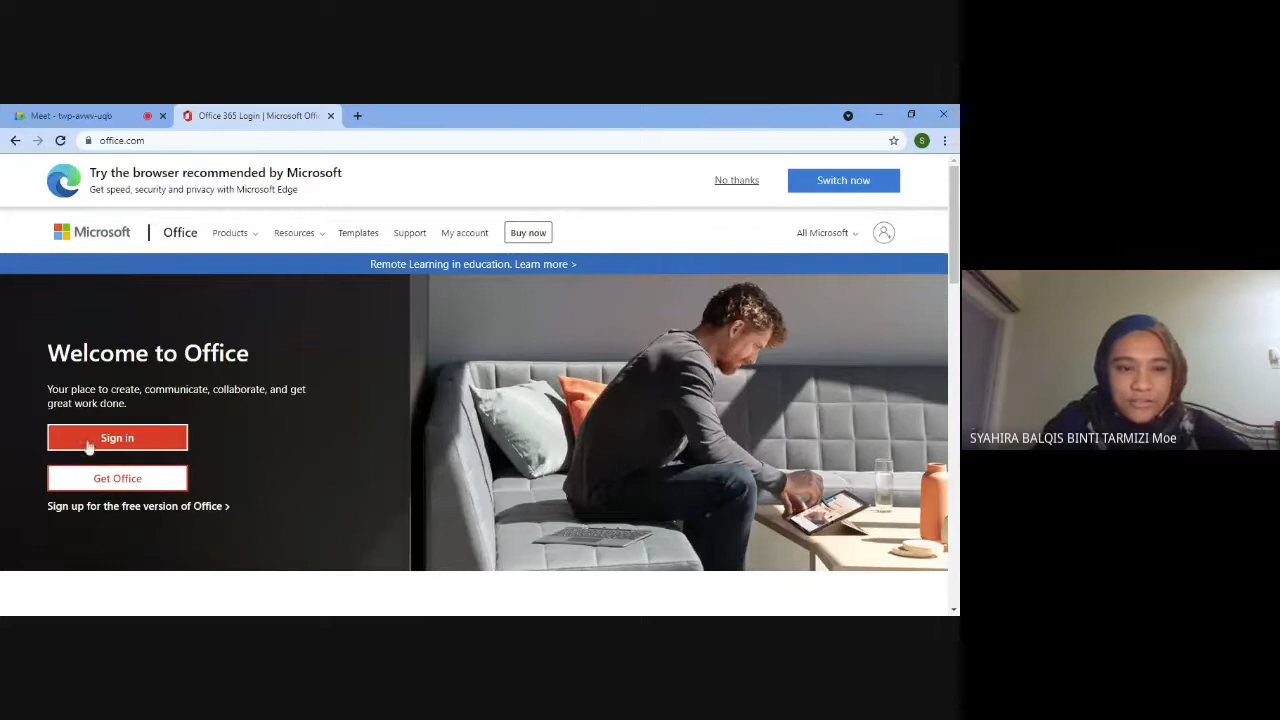 Meet - twp-avwv-uqb
Office 365 Login | Microsoft Offi
office.com
S
Try the browser recommended by Microsoft
Get speed, security and privacy with Microsoft Edge
No thanks
Switch now
Microsoft | Office
Products
Resources
Templates
Support
My account
Buy now
All Microsoft
Remote Learning in education. Learn more >
Welcome to Office
Your place to create, communicate, collaborate, and get
great work done.
Sign in
Get Office
Sign up for the free version of Office >
SYAHIRA BALQIS BINTI TARMIZI Moe